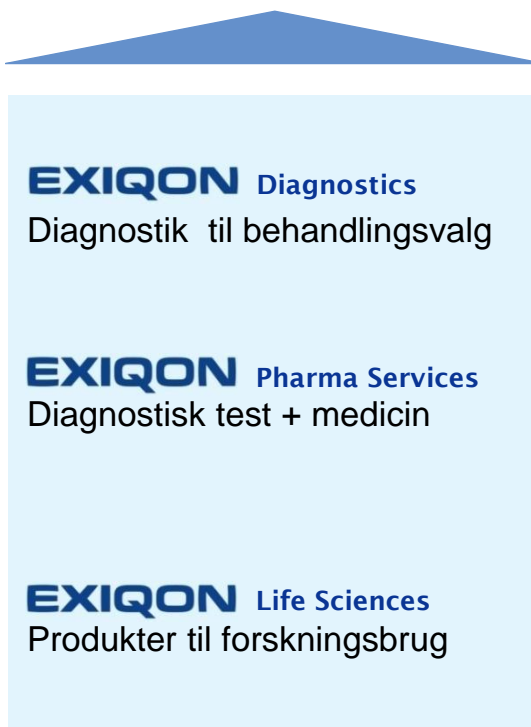 EXIQON Diagnostics
Diagnostik til behandlingsvalg
EXIQON Pharma Services
Diagnostisk test + medicin
EXIQON Life Sciences
Produkter til forskningsbrug